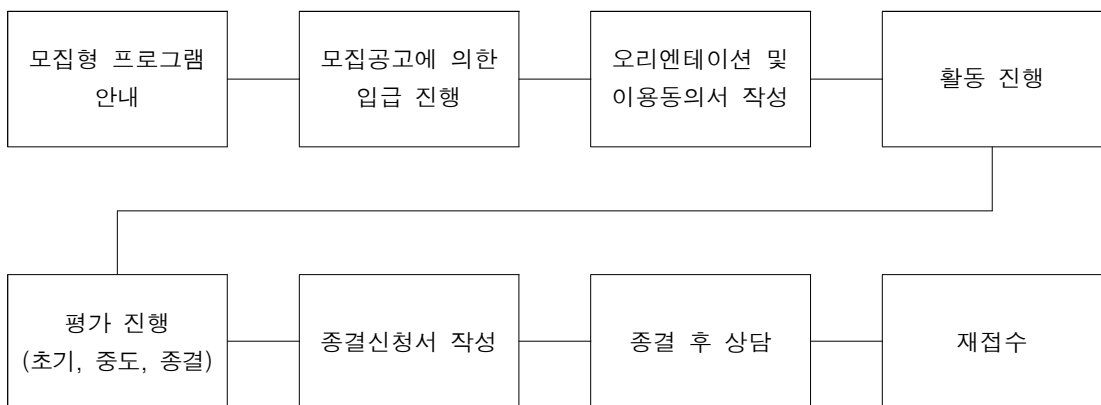 모집형 프로그램
안내
모집공고에 의한
입급 진행
오리엔테이션 및
이용동의서 작성
활동 진행
평가 진행
(초기, 중도, 종결)
종결신청서 작성
종결 후 상담
재접수